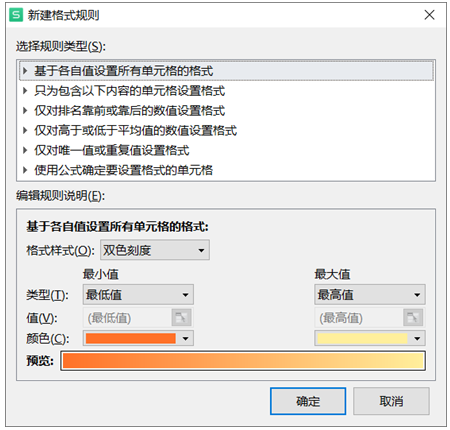 新建格式规则
选择规则类型(S):
基于各自值设置所有单元格的格式
只为包含以下内容的单元格设置格式
仅对排名靠前或靠后的数值设置格式
仅对高于或低于平均值的数值设置格式
仅对唯一值或重复值设置格式
使用公式确定要设置格式的单元格
编辑规则说明(E):
基于各自值设置所有单元格的格式:
格式样式(O): 双色刻度
最小值 最大值
类型(T): 最低值 最高值
值(V): (最低值) (最高值)
颜色(C):
预览:
确定 取消